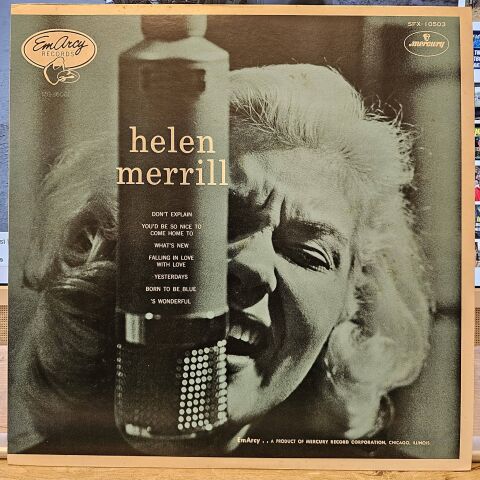 EmArcy
RECORDS
SFX-10503
mercury
helen
merrill
DON'T EXPLAIN
YOU'D BE SO NICE TO
COME HOME TO
WHAT'S NEW
FALLING IN LOVE
WITH LOVE
YESTERDAYS
BORN TO BE BLUE
'S WONDERFUL
EmArcy . . A PRODUCT OF MERCURY RECORD CORPORATION, CHICAGO, ILLINOIS